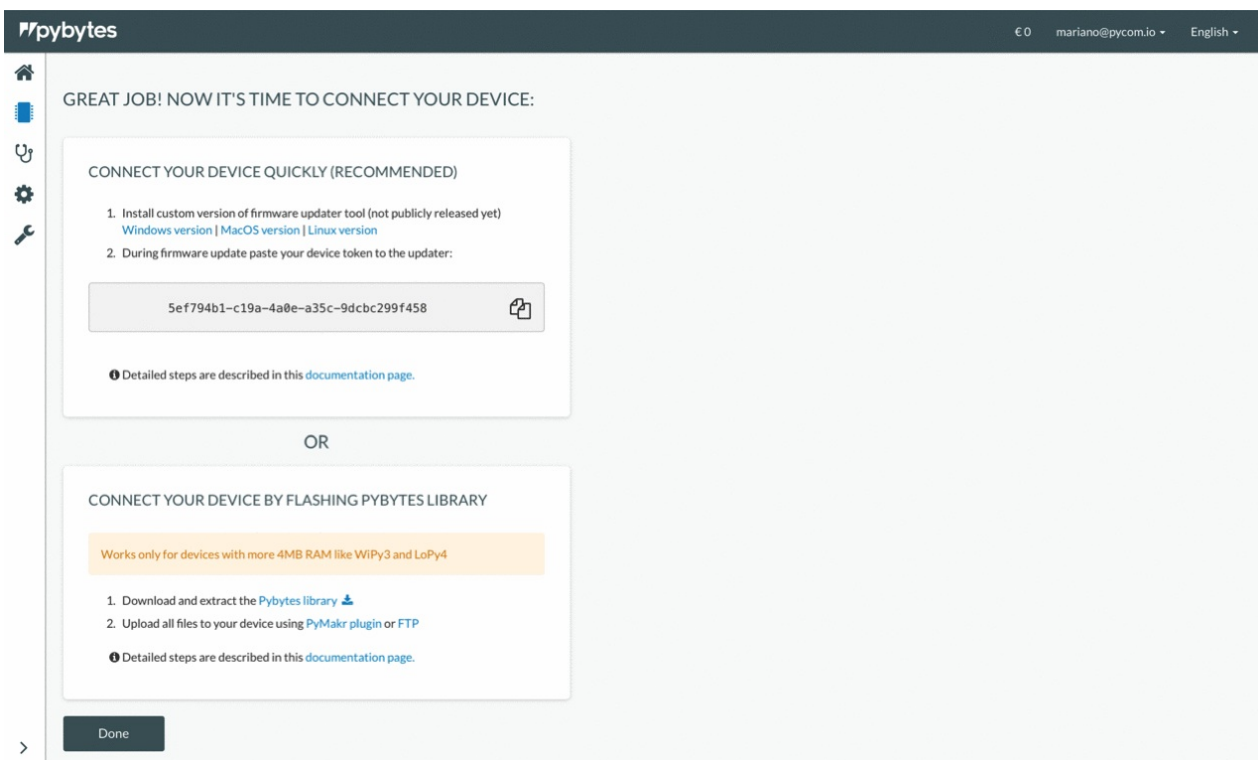 pybytes
€ 0 mariano@pycom.io English
GREAT JOB! NOW IT'S TIME TO CONNECT YOUR DEVICE:
CONNECT YOUR DEVICE QUICKLY (RECOMMENDED)
1. Install custom version of firmware updater tool (not publicly released yet)
Windows version | MacOS version | Linux version
2. During firmware update paste your device token to the updater:
5ef794b1-c19a-4a0e-a35c-9dcbc299f458
Detailed steps are described in this documentation page.
OR
CONNECT YOUR DEVICE BY FLASHING PYBYTES LIBRARY
Works only for devices with more 4MB RAM like WiPy3 and LoPy4
1. Download and extract the Pybytes library
2. Upload all files to your device using PyMakr plugin or FTP
Detailed steps are described in this documentation page.
Done